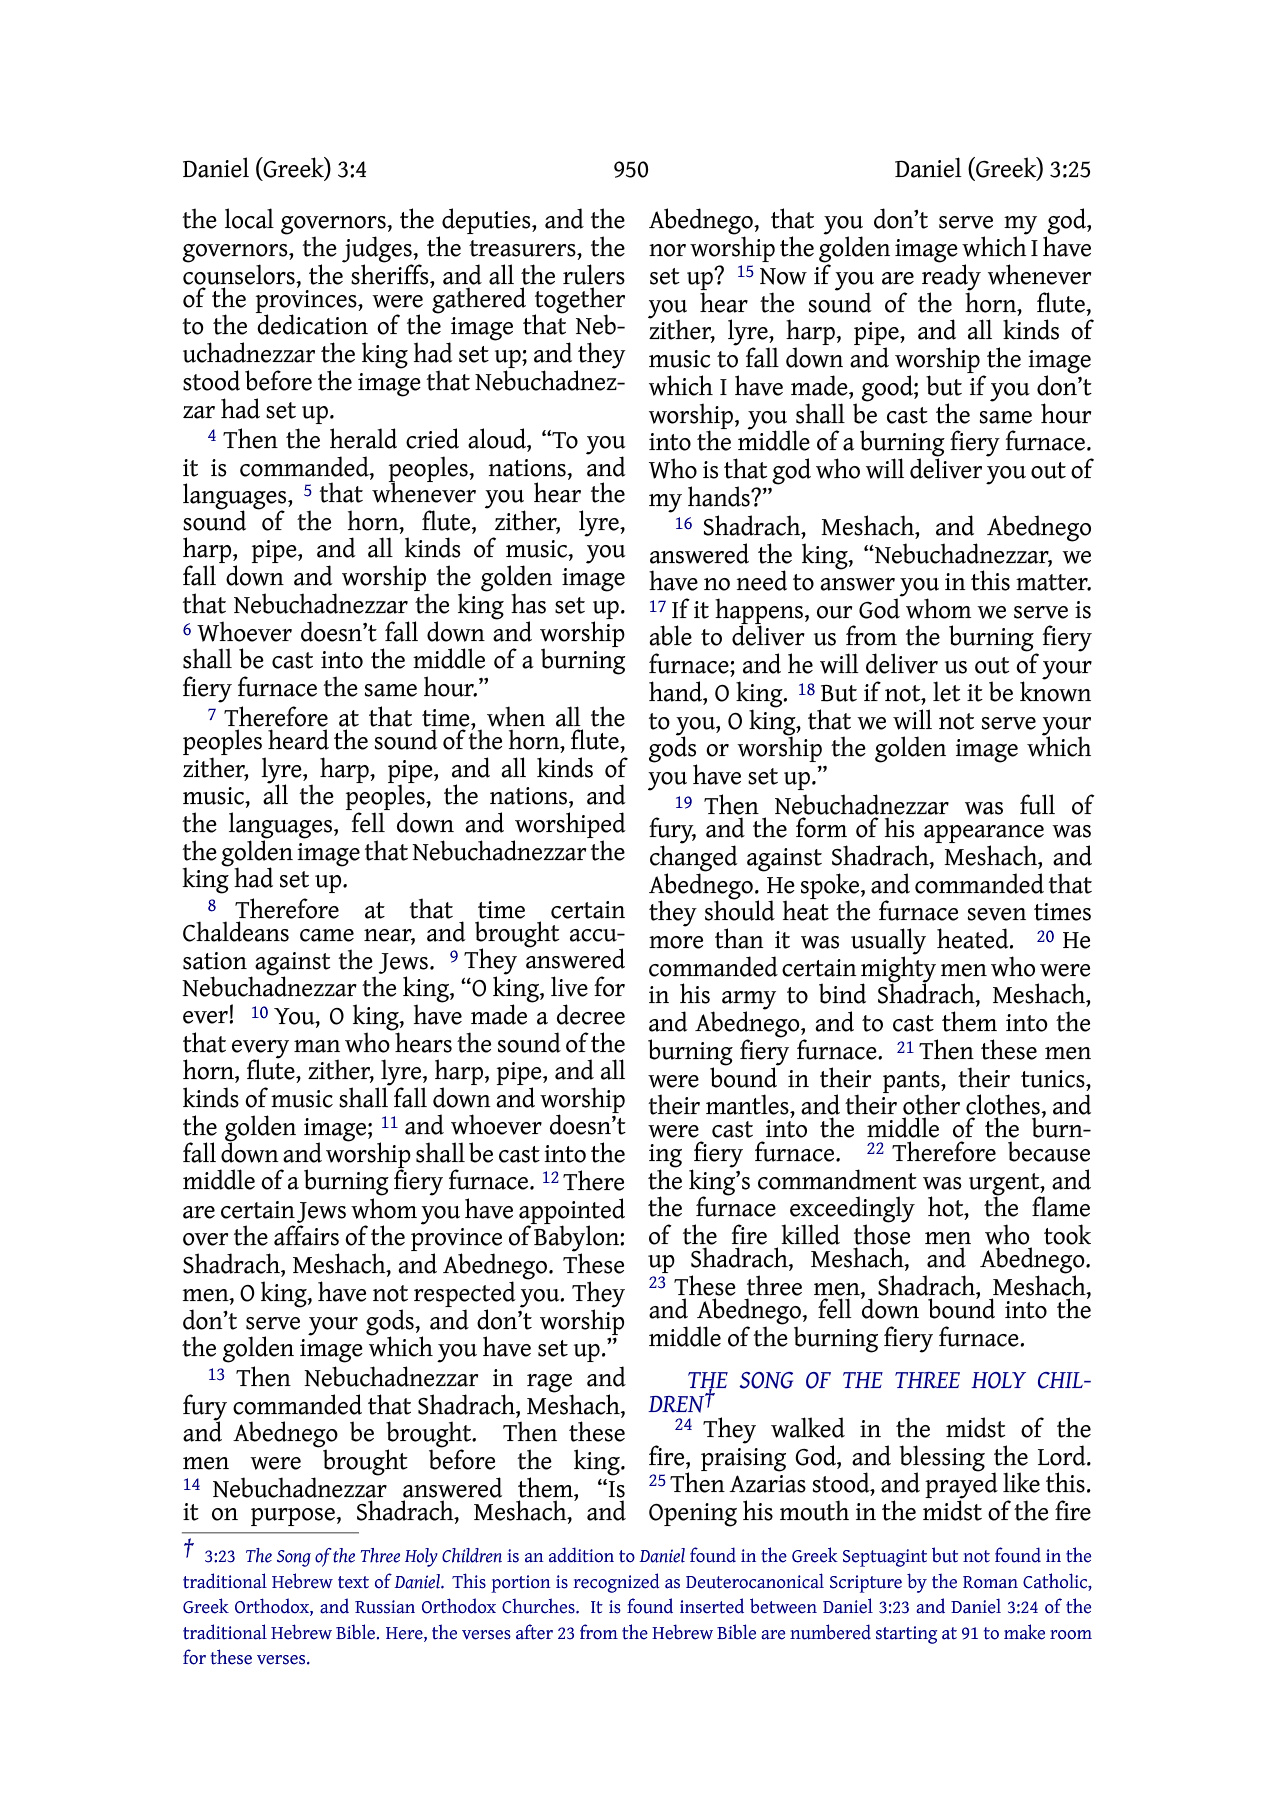 Daniel (Greek) 3:4 950 Daniel (Greek) 3:25
the local governors, the deputies, and the
governors, the judges, the treasurers, the
counselors, the sheriffs, and all the rulers
of the provinces, were gathered together
to the dedication of the image that Neb-
uchadnezzar the king had set up; and they
stood before the image that Nebuchadnez-
zar had set up.
4 Then the herald cried aloud, “To you
it is commanded, peoples, nations, and
languages, 5 that whenever you hear the
sound of the horn, flute, zither, lyre,
harp, pipe, and all kinds of music, you
fall down and worship the golden image
that Nebuchadnezzar the king has set up.
6 Whoever doesn’t fall down and worship
shall be cast into the middle of a burning
fiery furnace the same hour.”
7 Therefore at that time, when all the
peoples heard the sound of the horn, flute,
zither, lyre, harp, pipe, and all kinds of
music, all the peoples, the nations, and
the languages, fell down and worshiped
the golden image that Nebuchadnezzar the
king had set up.
8 Therefore at that time certain
Chaldeans came near, and brought accu-
sation against the Jews. 9 They answered
Nebuchadnezzar the king, “O king, live for
ever! 10 You, O king, have made a decree
that every man who hears the sound of the
horn, flute, zither, lyre, harp, pipe, and all
kinds of music shall fall down and worship
the golden image; 11 and whoever doesn’t
fall down and worship shall be cast into the
middle of a burning fiery furnace. 12 There
are certain Jews whom you have appointed
over the affairs of the province of Babylon:
Shadrach, Meshach, and Abednego. These
men, O king, have not respected you. They
don’t serve your gods, and don’t worship
the golden image which you have set up.”
13 Then Nebuchadnezzar in rage and
fury commanded that Shadrach, Meshach,
and Abednego be brought. Then these
men were brought before the king.
14 Nebuchadnezzar answered them, “Is
it on purpose, Shadrach, Meshach, and
Abednego, that you don’t serve my god,
nor worship the golden image which I have
set up? 15 Now if you are ready whenever
you hear the sound of the horn, flute,
zither, lyre, harp, pipe, and all kinds of
music to fall down and worship the image
which I have made, good; but if you don’t
worship, you shall be cast the same hour
into the middle of a burning fiery furnace.
Who is that god who will deliver you out of
my hands?”
16 Shadrach, Meshach, and Abednego
answered the king, “Nebuchadnezzar, we
have no need to answer you in this matter.
17 If it happens, our God whom we serve is
able to deliver us from the burning fiery
furnace; and he will deliver us out of your
hand, O king. 18 But if not, let it be known
to you, O king, that we will not serve your
gods or worship the golden image which
you have set up.”
19 Then Nebuchadnezzar was full of
fury, and the form of his appearance was
changed against Shadrach, Meshach, and
Abednego. He spoke, and commanded that
they should heat the furnace seven times
more than it was usually heated. 20 He
commanded certain mighty men who were
in his army to bind Shadrach, Meshach,
and Abednego, and to cast them into the
burning fiery furnace. 21 Then these men
were bound in their pants, their tunics,
their mantles, and their other clothes, and
were cast into the middle of the burn-
ing fiery furnace. 22 Therefore because
the king’s commandment was urgent, and
the furnace exceedingly hot, the flame
of the fire killed those men who took
up Shadrach, Meshach, and Abednego.
23 These three men, Shadrach, Meshach,
and Abednego, fell down bound into the
middle of the burning fiery furnace.
THE SONG OF THE THREE HOLY CHIL-
DREN†
24 They walked in the midst of the
fire, praising God, and blessing the Lord.
25 Then Azarias stood, and prayed like this.
Opening his mouth in the midst of the fire
† 3:23 The Song of the Three Holy Children is an addition to Daniel found in the Greek Septuagint but not found in the
traditional Hebrew text of Daniel. This portion is recognized as Deuterocanonical Scripture by the Roman Catholic,
Greek Orthodox, and Russian Orthodox Churches. It is found inserted between Daniel 3:23 and Daniel 3:24 of the
traditional Hebrew Bible. Here, the verses after 23 from the Hebrew Bible are numbered starting at 91 to make room
for these verses.